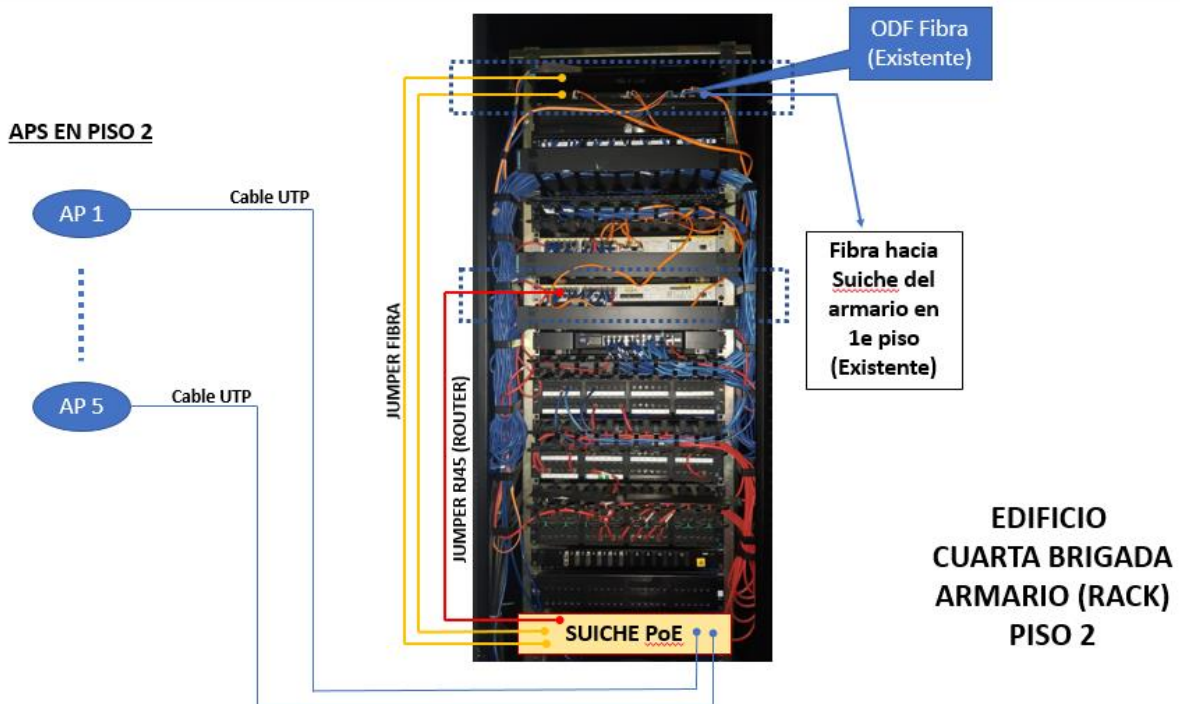 ODF Fibra
(Existente)
APS EN PISO 2
Cable UTP
AP 1
Fibra hacia
Suiche del
armario en
1e piso
(Existente)
Cable UTP
AP 5
JUMPER FIBRA
JUMPER RJ45 (ROUTER)
EDIFICIO
CUARTA BRIGADA
ARMARIO (RACK)
PISO 2
SUICHE PoE